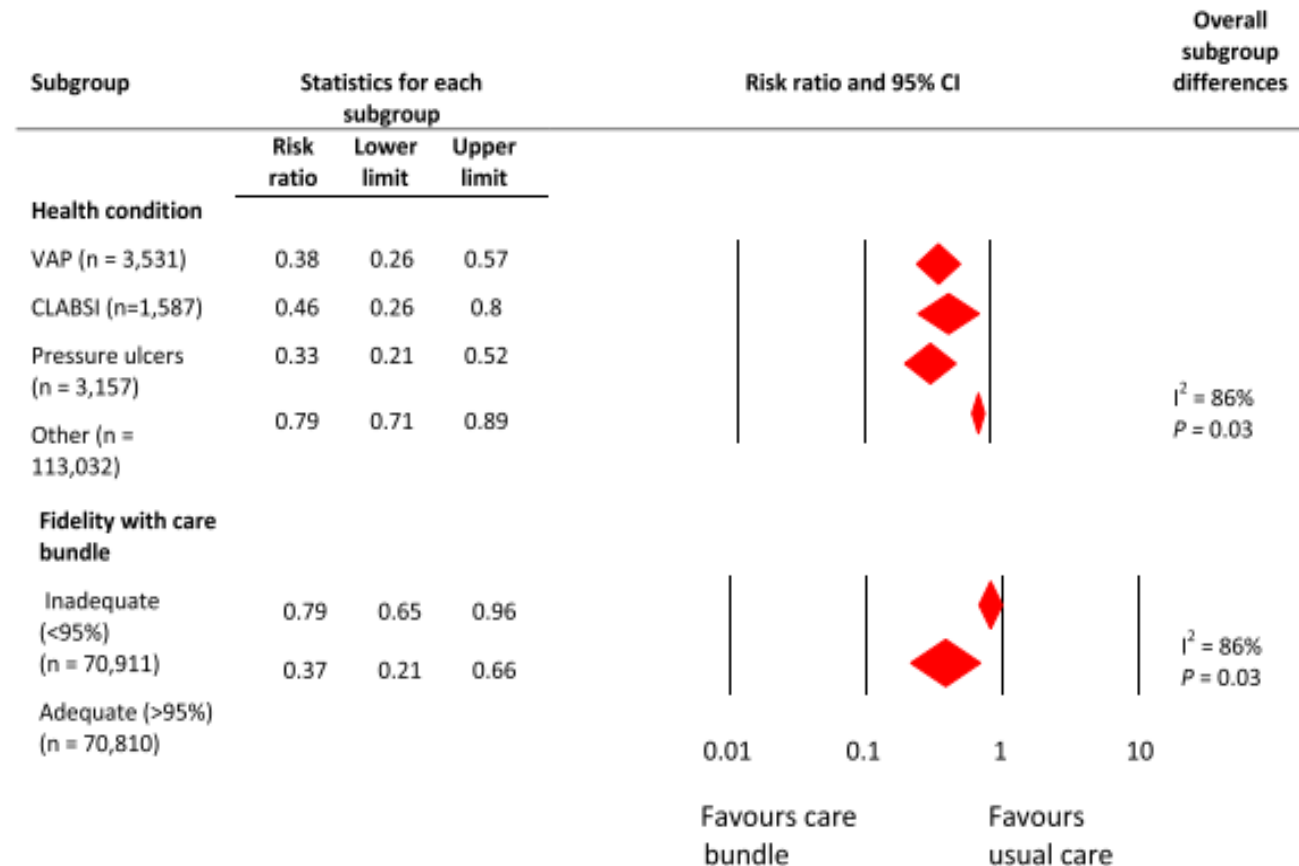 Subgroup
Statistics for each
subgroup
Risk ratio and 95% CI
Overall
subgroup
differences
Risk
ratio
Lower
limit
Upper
limit
Health condition
VAP (n = 3,531) 0.38 0.26 0.57
CLABSI (n=1,587) 0.46 0.26 0.8
Pressure ulcers 0.33 0.21 0.52
(n = 3,157)
Other (n = 0.79 0.71 0.89
113,032)
I² = 86%
P = 0.03
Fidelity with care
bundle
Inadequate 0.79 0.65 0.96
(<95%)
(n = 70,911) 0.37 0.21 0.66
I² = 86%
P = 0.03
Adequate (>95%)
(n = 70,810)
0.01 0.1 1 10
Favours care
bundle
Favours
usual care